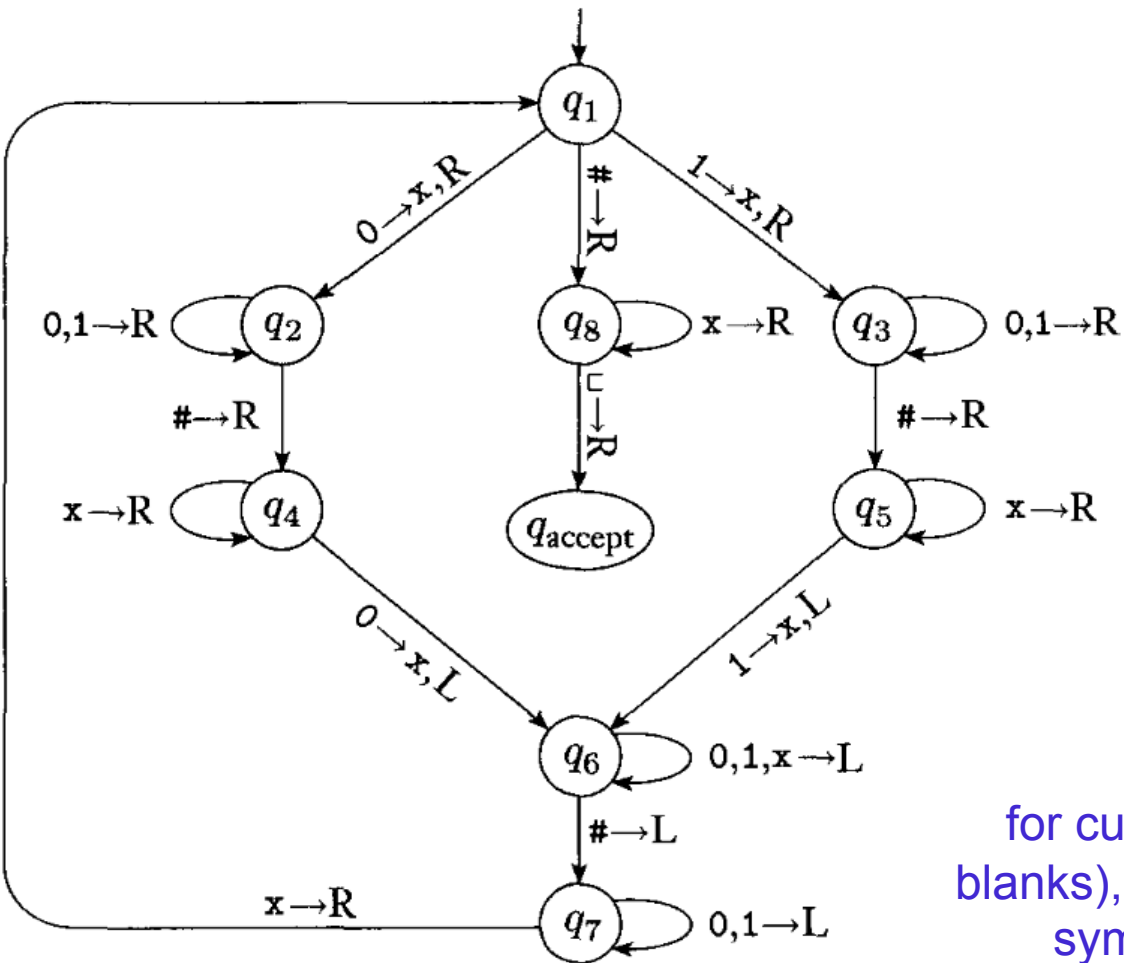 q1
0→x,R
#→R
1→x,R
0,1→R
q2
q8
x→R
q3
0,1→R
#→R
⊔→R
#→R
x→R
q4
qaccept
q5
x→R
0→x,L
1→x,L
q6
0,1,x→L
#→L
for cu
blanks),
sym
x→R
q7
0,1→L